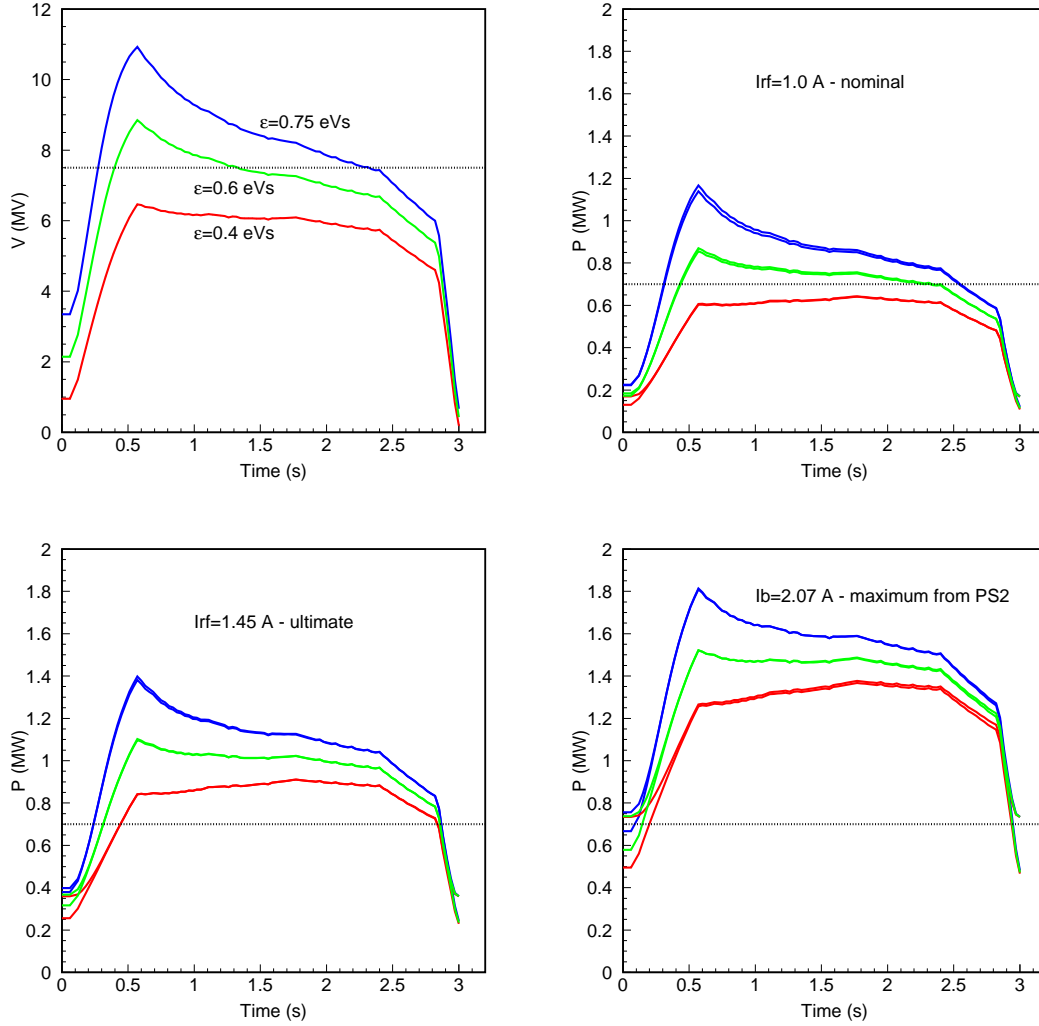 12
10
8
6
4
2
0
V (MV)
ε=0.75 eVs
ε=0.6 eVs
ε=0.4 eVs
0 0.5 1 1.5 2 2.5 3
Time (s)
2
1.8
1.6
1.4
1.2
1
0.8
0.6
0.4
0.2
0
P (MW)
Irf=1.0 A - nominal
0 0.5 1 1.5 2 2.5 3
Time (s)
2
1.8
1.6
1.4
1.2
1
0.8
0.6
0.4
0.2
0
P (MW)
Irf=1.45 A - ultimate
0 0.5 1 1.5 2 2.5 3
Time (s)
2
1.8
1.6
1.4
1.2
1
0.8
0.6
0.4
0.2
0
P (MW)
Ib=2.07 A - maximum from PS2
0 0.5 1 1.5 2 2.5 3
Time (s)